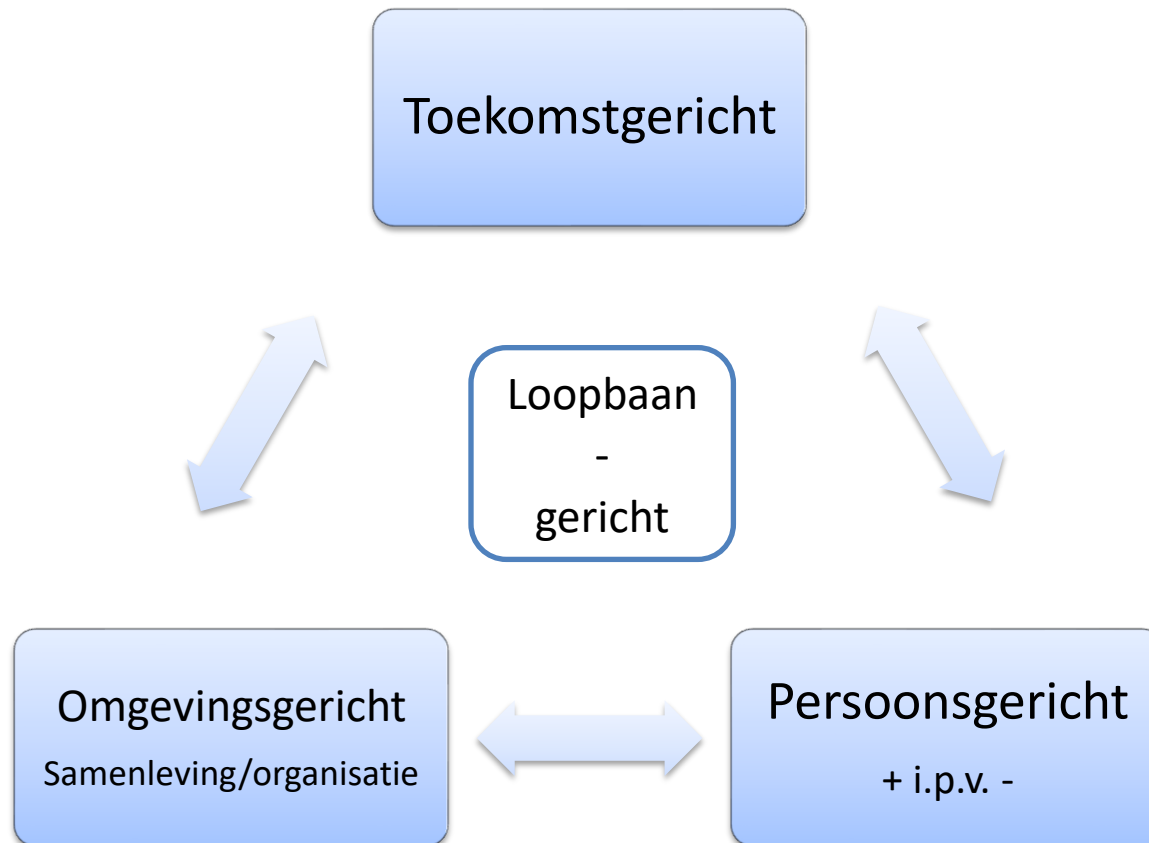 Toekomstgericht
Loopbaan
-
gericht
Omgevingsgericht
Samenleving/organisatie
Persoonsgericht
+ i.p.v. -